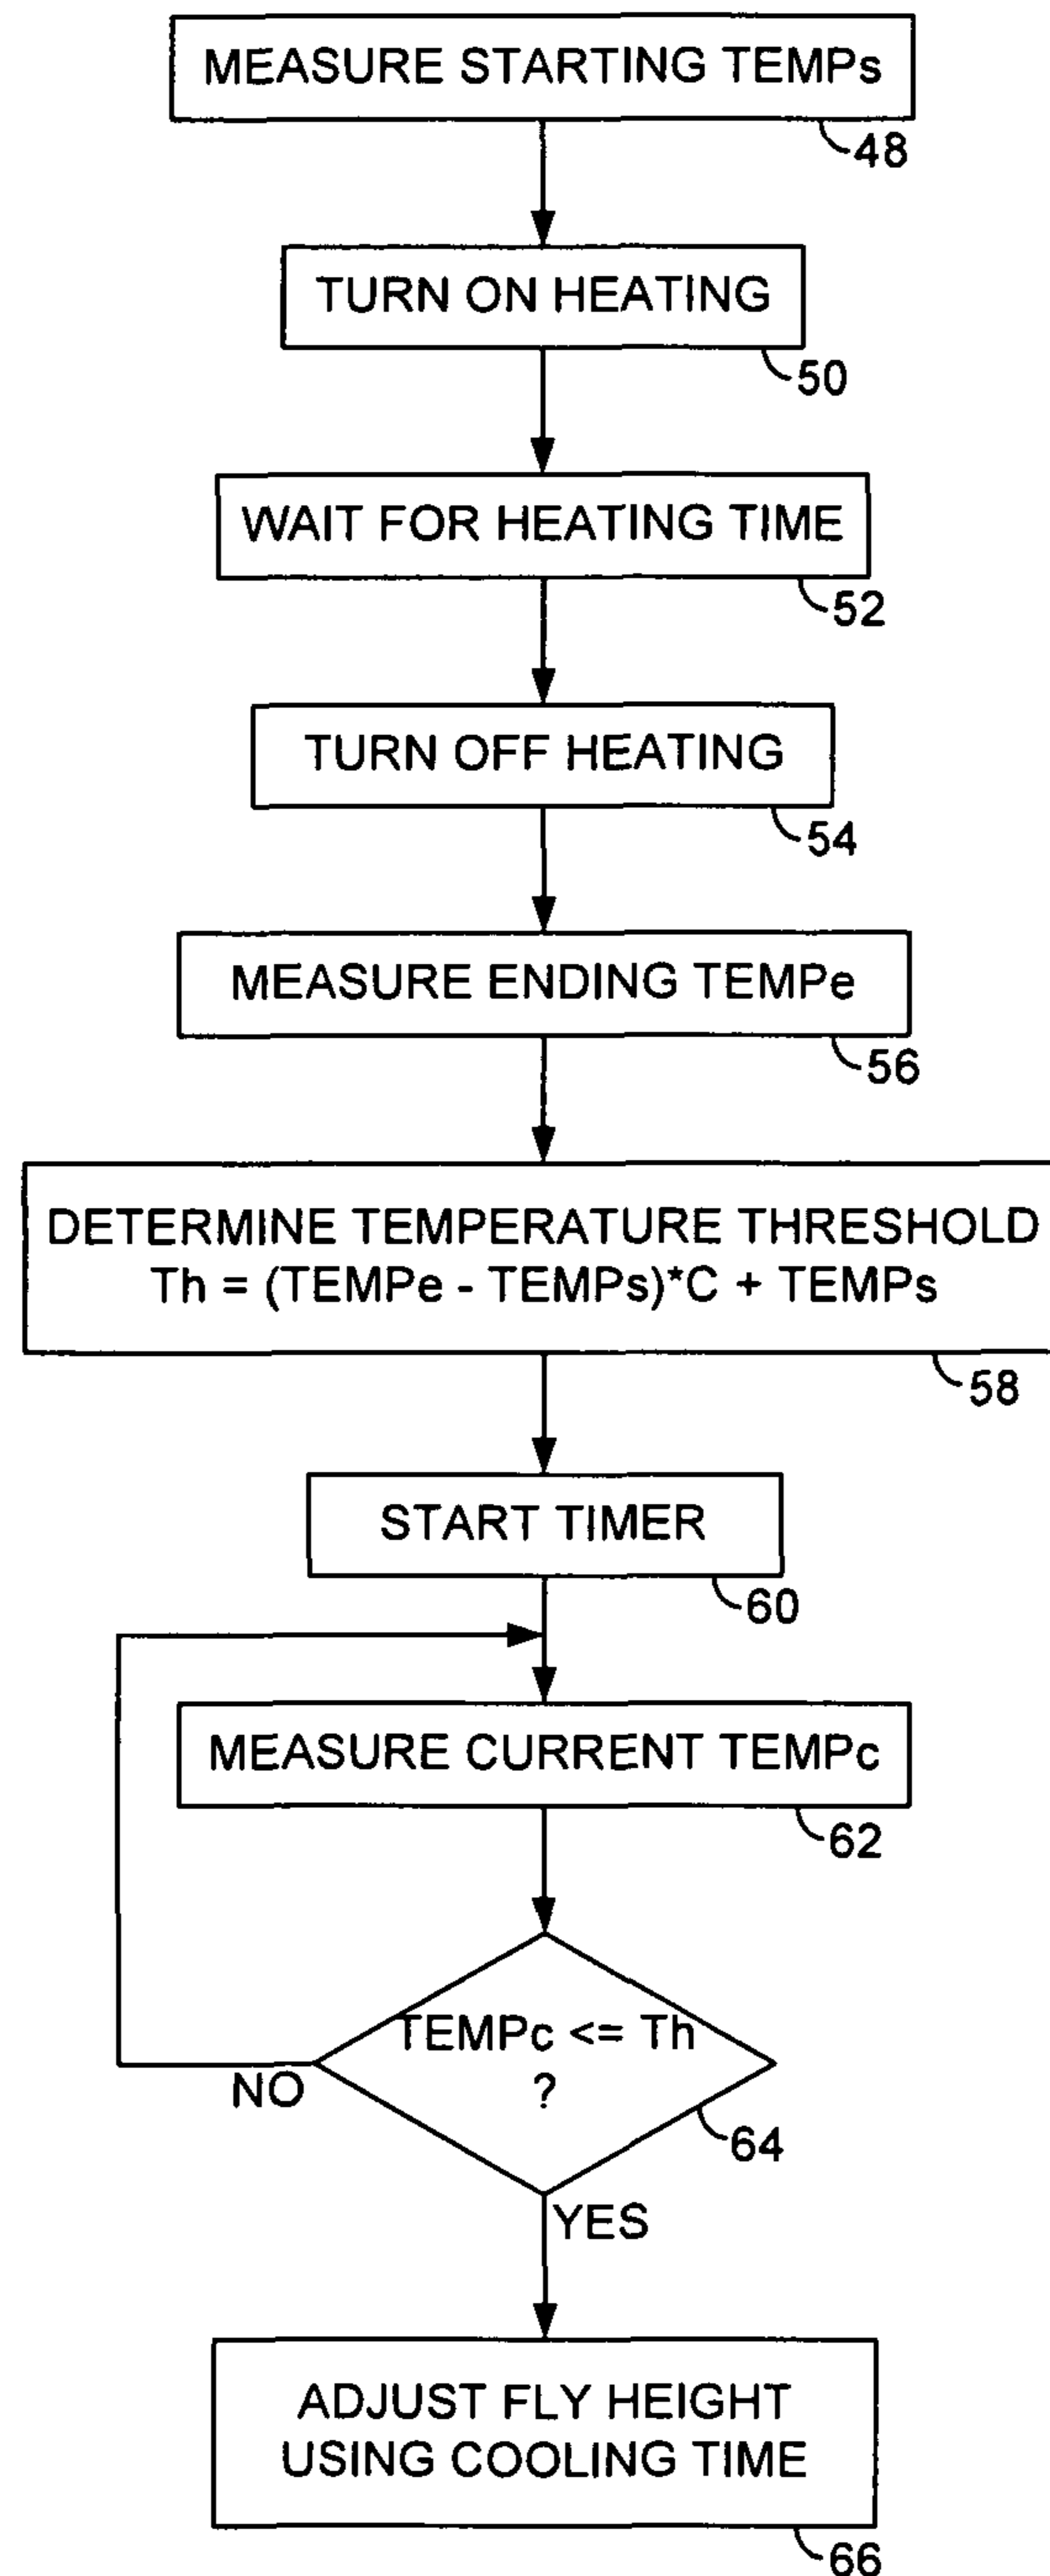 MEASURE STARTING TEMPs
48
TURN ON HEATING
50
WAIT FOR HEATING TIME
52
TURN OFF HEATING
54
MEASURE ENDING TEMPe
56
DETERMINE TEMPERATURE THRESHOLD
Th = (TEMPe - TEMPs)*C + TEMPs
58
START TIMER
60
MEASURE CURRENT TEMPc
62
TEMPc <= Th
?
NO
64
YES
ADJUST FLY HEIGHT
USING COOLING TIME
66